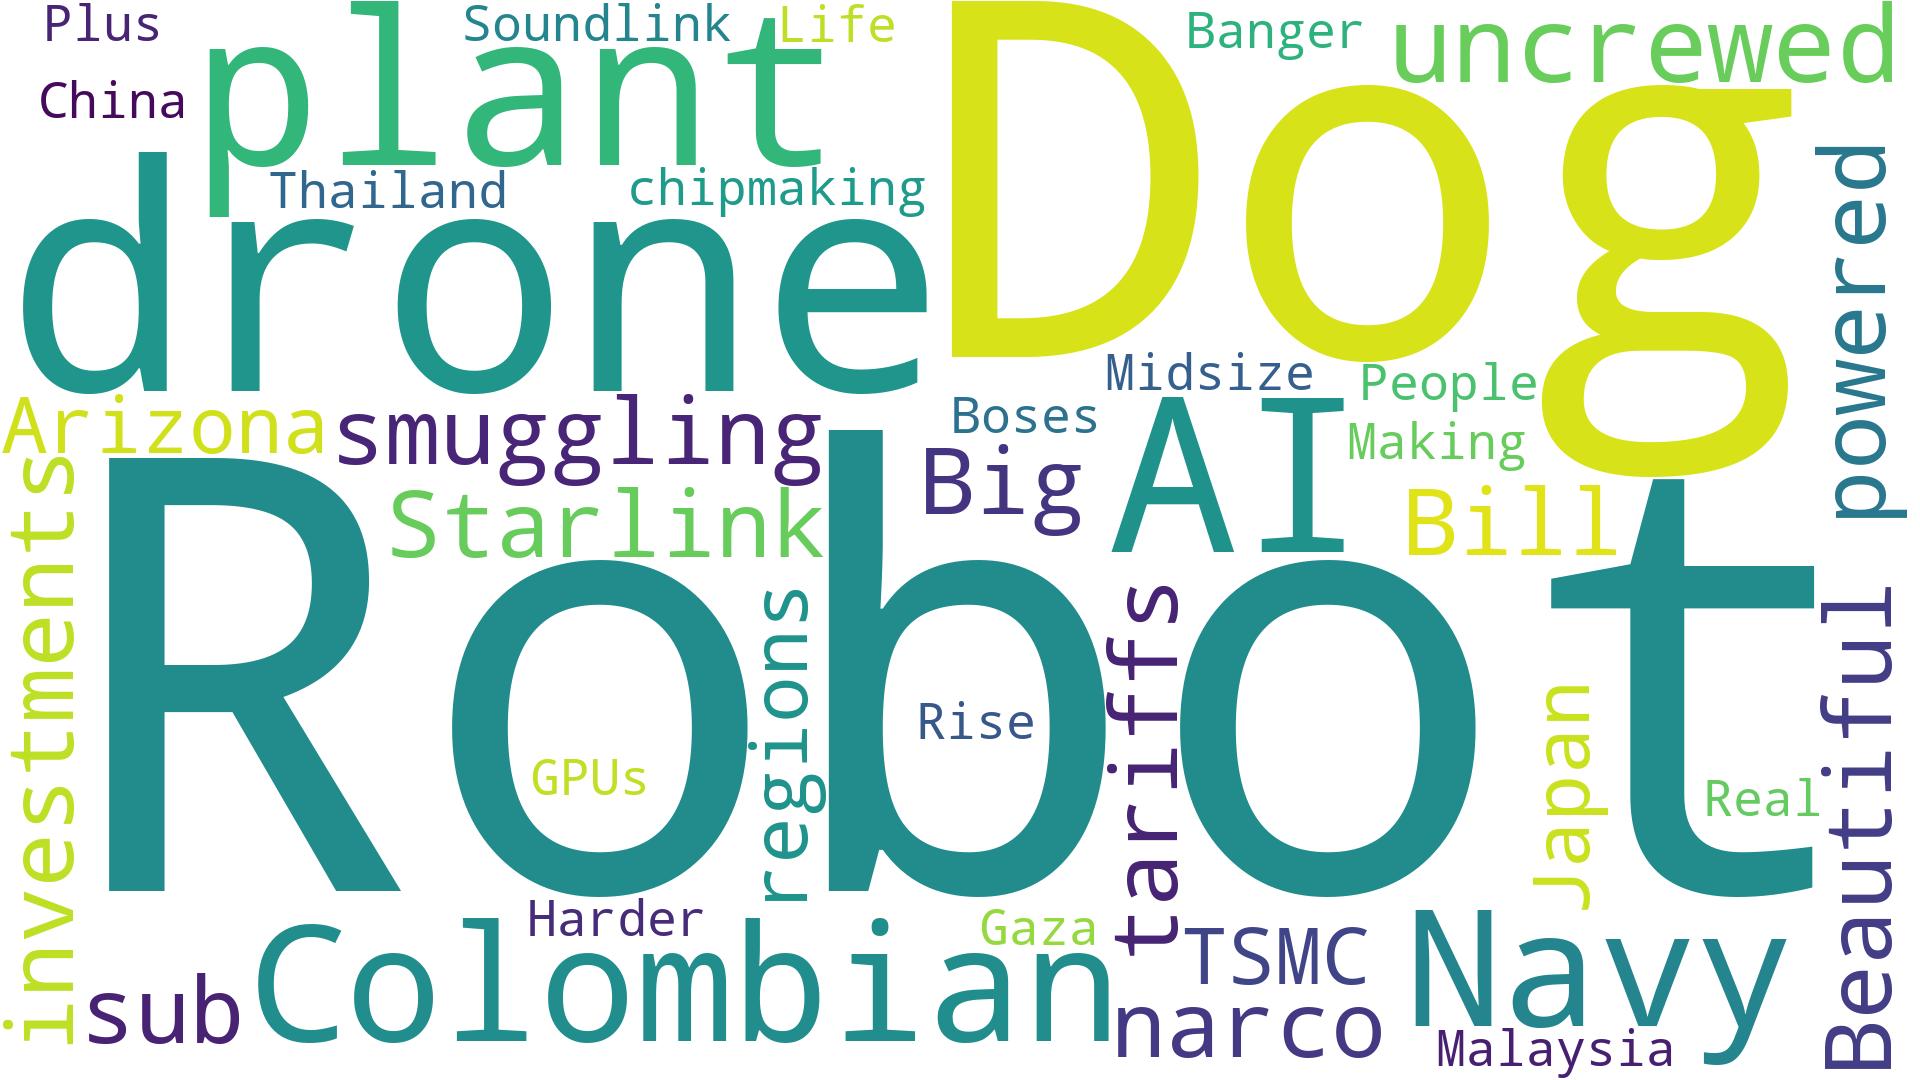 Plus
Soundlink
Life
Banger
uncrewed
China
plant
Dog
Thailand
chipmaking
drone
powered
Midsize
People
Arizona
smuggling
Boses
AI
Making
Big
Starlink
Bill
investments
Robot
regions
tariffs
Rise
GPUs
Japan
Real
Beautiful
Harder
Gaza
sub
Colombian
TSMC
Navy
narco
Malaysia